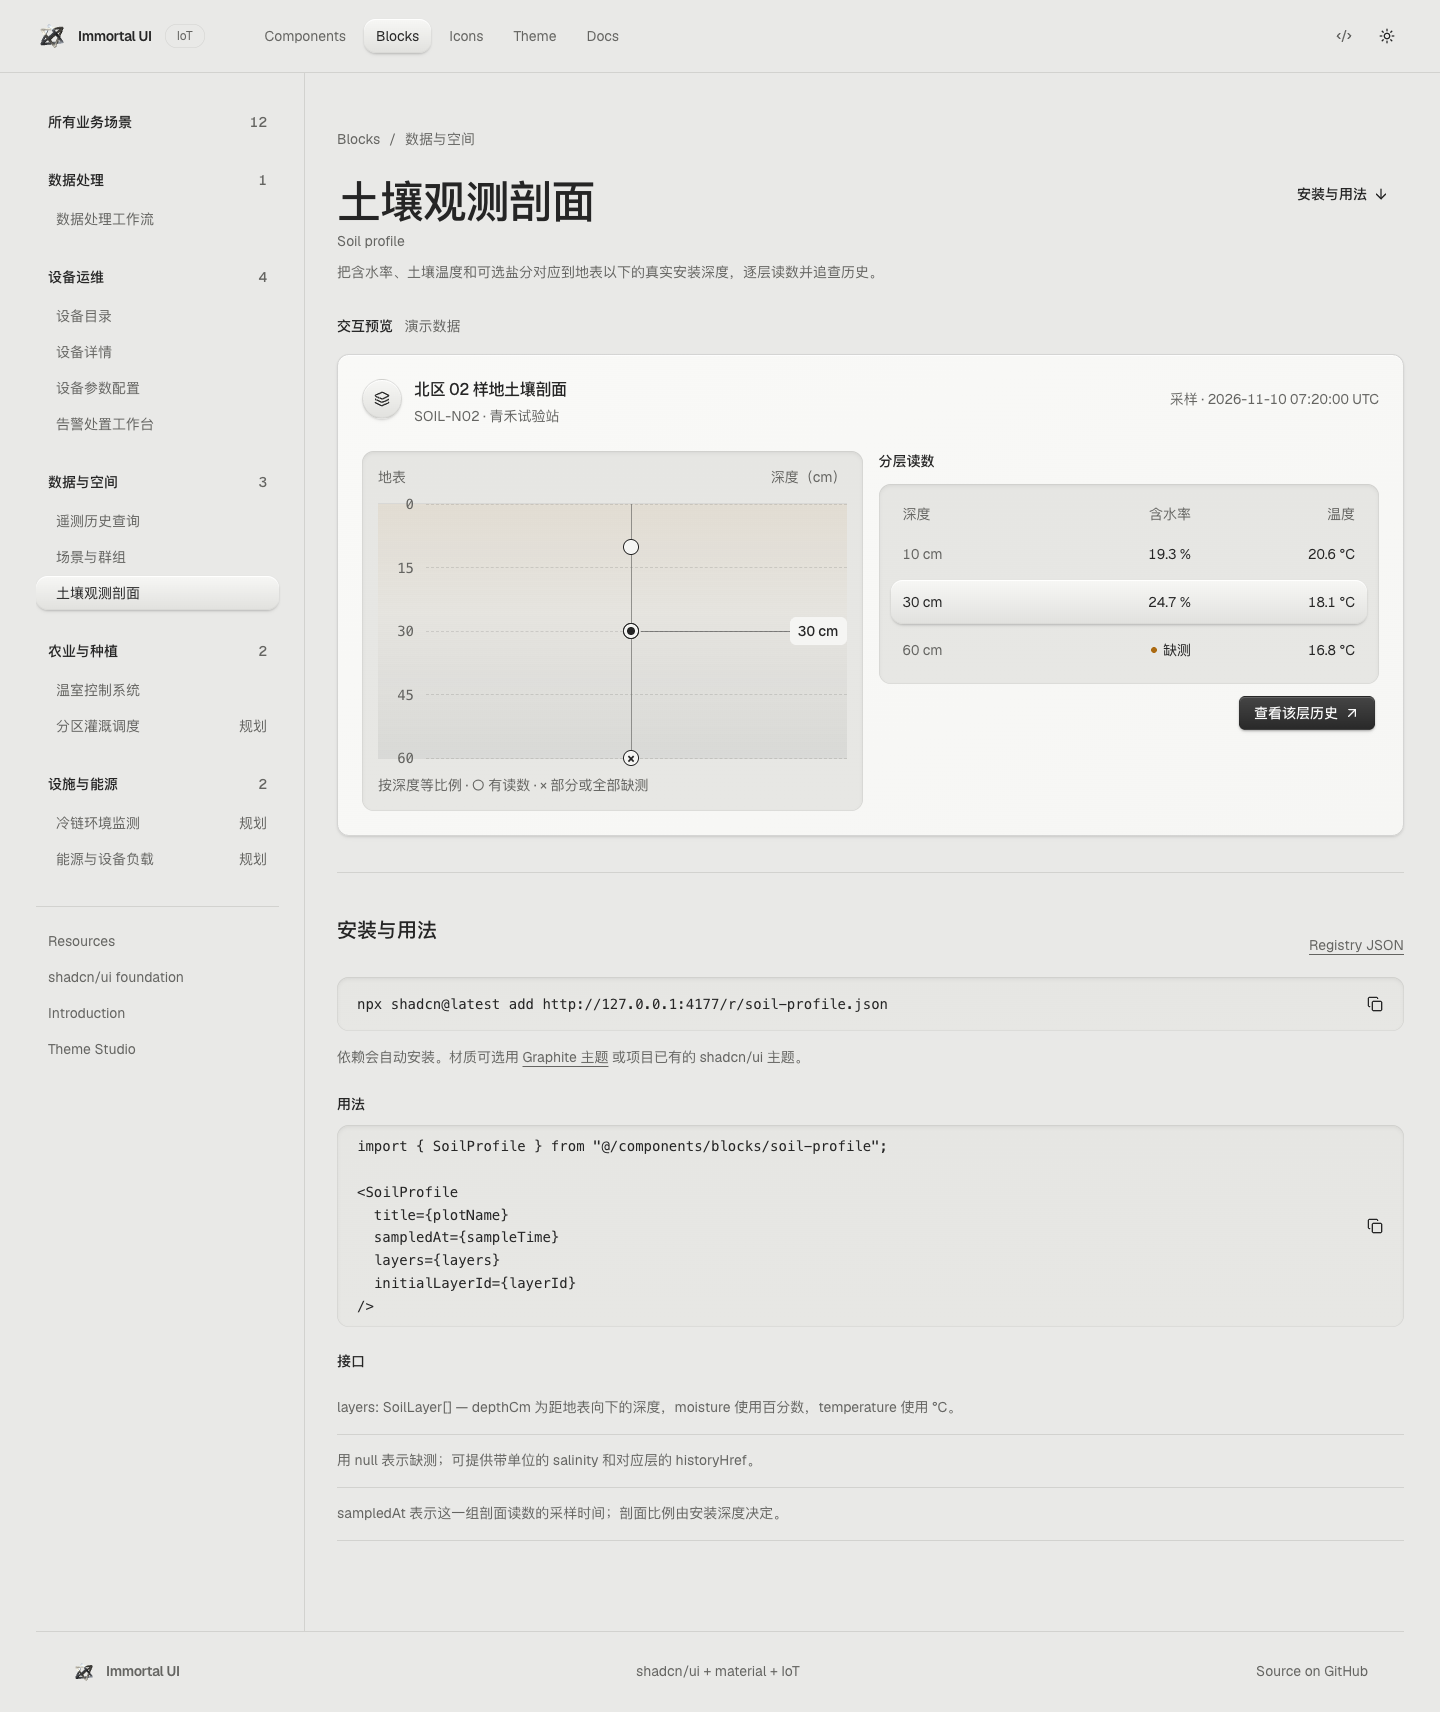 Immortal UI IoT Components Blocks Icons Theme Docs
所有业务场景 12
数据处理 1
数据处理工作流
设备运维 4
设备目录
设备详情
设备参数配置
告警处置工作台
数据与空间 3
遥测历史查询
场景与群组
土壤观测剖面
农业与种植 2
温室控制系统
分区灌溉调度 规划
设施与能源 2
冷链环境监测 规划
能源与设备负载 规划
Resources
shadcn/ui foundation
Introduction
Theme Studio
Blocks / 数据与空间
土壤观测剖面
安装与用法 ↓
Soil profile
把含水率、土壤温度和可选盐分对应到地表以下的真实安装深度，逐层读数并追查历史。
交互预览 演示数据
北区 02 样地土壤剖面
SOIL-N02 · 青禾试验站
采样 · 2026-11-10 07:20:00 UTC
地表 深度（cm）
0
15
30 30 cm
45
60
按深度等比例 · ○ 有读数 · × 部分或全部缺测
分层读数
深度 含水率 温度
10 cm 19.3 % 20.6 °C
30 cm 24.7 % 18.1 °C
60 cm 缺测 16.8 °C
查看该层历史
安装与用法
Registry JSON
npx shadcn@latest add http://127.0.0.1:4177/r/soil-profile.json
依赖会自动安装。材质可选用 Graphite 主题 或项目已有的 shadcn/ui 主题。
用法
import { SoilProfile } from "@/components/blocks/soil-profile";
<SoilProfile
  title={plotName}
  sampledAt={sampleTime}
  layers={layers}
  initialLayerId={layerId}
/>
接口
layers: SoilLayer[] — depthCm 为距地表向下的深度，moisture 使用百分数，temperature 使用 °C。
用 null 表示缺测；可提供带单位的 salinity 和对应层的 historyHref。
sampledAt 表示这一组剖面读数的采样时间；剖面比例由安装深度决定。
Immortal UI
shadcn/ui + material + IoT
Source on GitHub